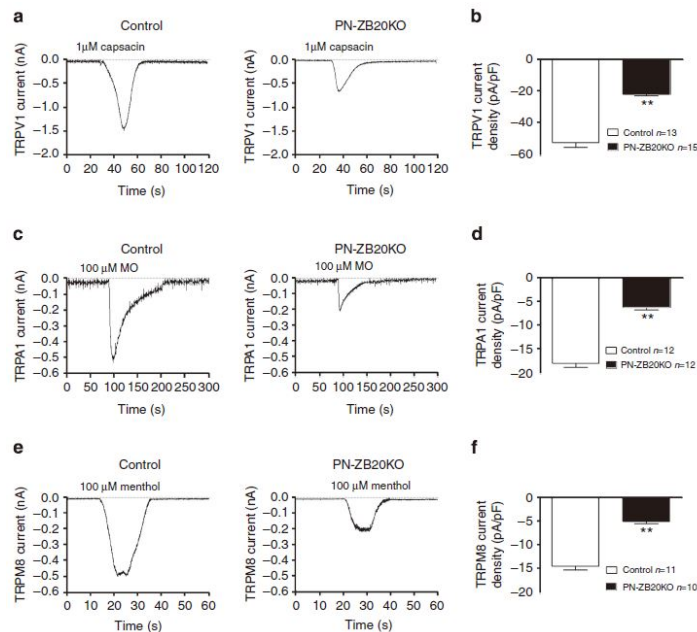 a
Control
PN-ZB20KO
b
1µM capsacin
1µM capsacin
TRPV1 current (nA)
0.0
−0.5
−1.0
−1.5
−2.0
0 20 40 60 80 100 120
Time (s)
TRPV1 current (nA)
0.0
−0.5
−1.0
−1.5
−2.0
0 20 40 60 80 100 120
Time (s)
TRPV1 current
density (pA/pF)
0
−20
−40
−60
**
Control n=13
PN-ZB20KO n=15
c
Control
PN-ZB20KO
d
100 µM MO
100 µM MO
TRPA1 current (nA)
0.0
−0.1
−0.2
−0.3
−0.4
−0.5
−0.6
0 50 100 150 200 250 300
Time (s)
TRPA1 current (nA)
0.0
−0.1
−0.2
−0.3
−0.4
−0.5
−0.6
0 50 100 150 200 250 300
Time (s)
TRPA1 current
density (pA/pF)
0
−5
−10
−15
−20
**
Control n=12
PN-ZB20KO n=12
e
Control
PN-ZB20KO
f
100 µM menthol
100 µM menthol
TRPM8 current (nA)
0.0
−0.1
−0.2
−0.3
−0.4
−0.5
−0.6
0 20 40 60
Time (s)
TRPM8 current (nA)
0.0
−0.1
−0.2
−0.3
−0.4
−0.5
−0.6
0 20 40 60
Time (s)
TRPM8 current
density (pA/pF)
0
−5
−10
−15
−20
**
Control n=11
PN-ZB20KO n=10